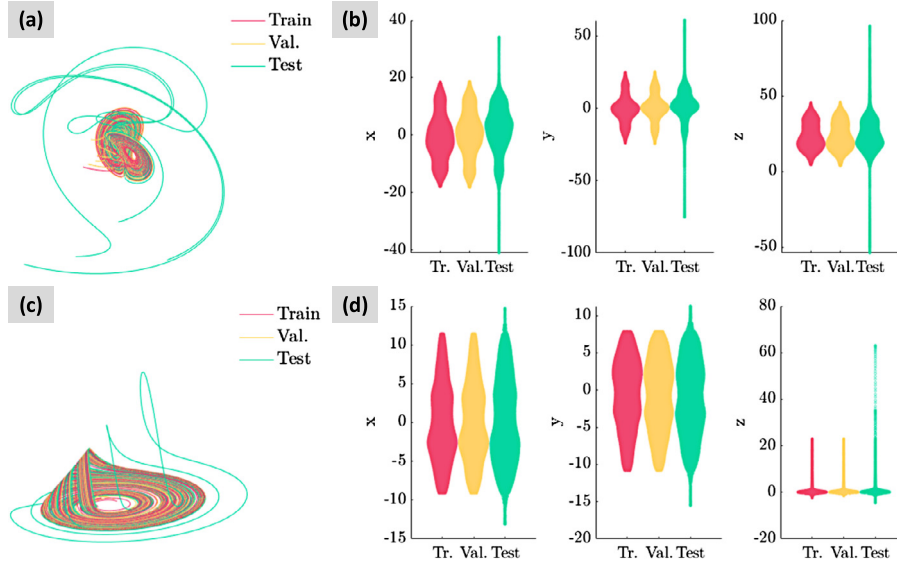 (a)
Train
Val.
Test
(b)
40
20
0
-20
-40
x
Tr. Val. Test
50
0
-50
-100
y
Tr. Val. Test
100
50
0
-50
z
Tr. Val. Test
(c)
Train
Val.
Test
(d)
15
10
5
0
-5
-10
-15
x
Tr. Val. Test
10
5
0
-5
-10
-15
-20
y
Tr. Val. Test
80
60
40
20
0
-20
z
Tr. Val. Test